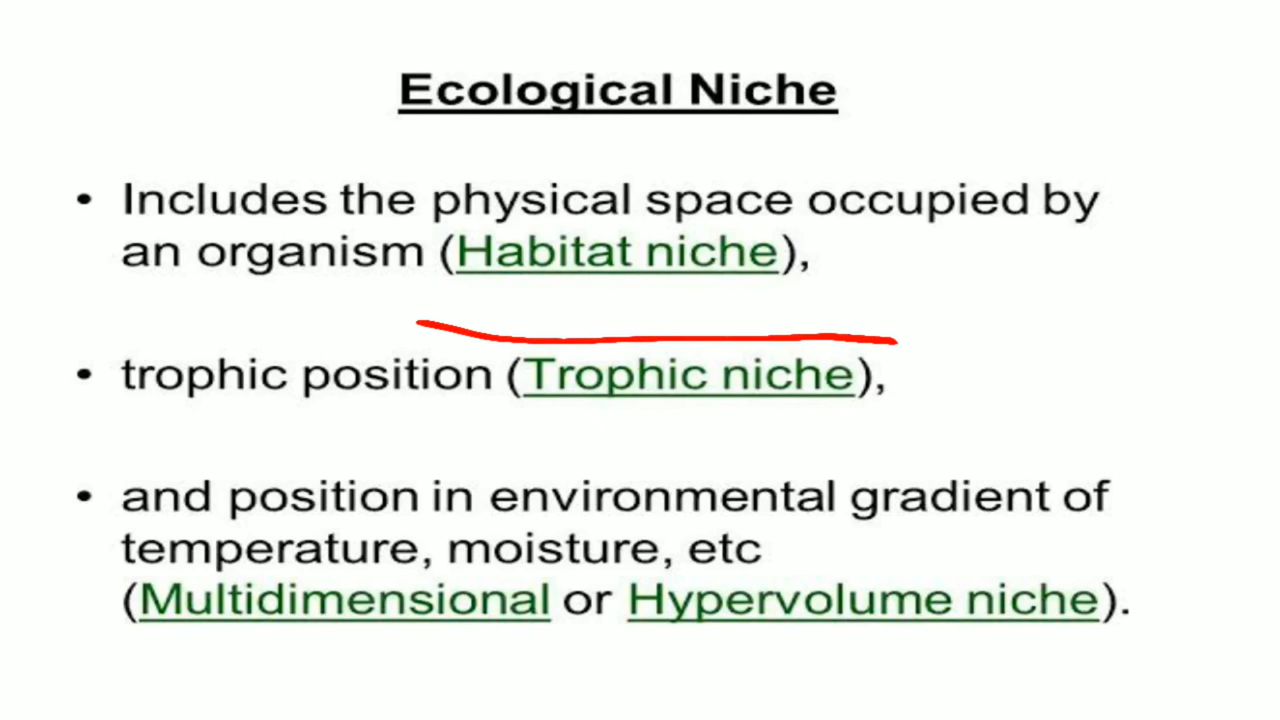 Ecological Niche
• Includes the physical space occupied by
an organism (Habitat niche),
• trophic position (Trophic niche),
• and position in environmental gradient of
temperature, moisture, etc
(Multidimensional or Hypervolume niche).